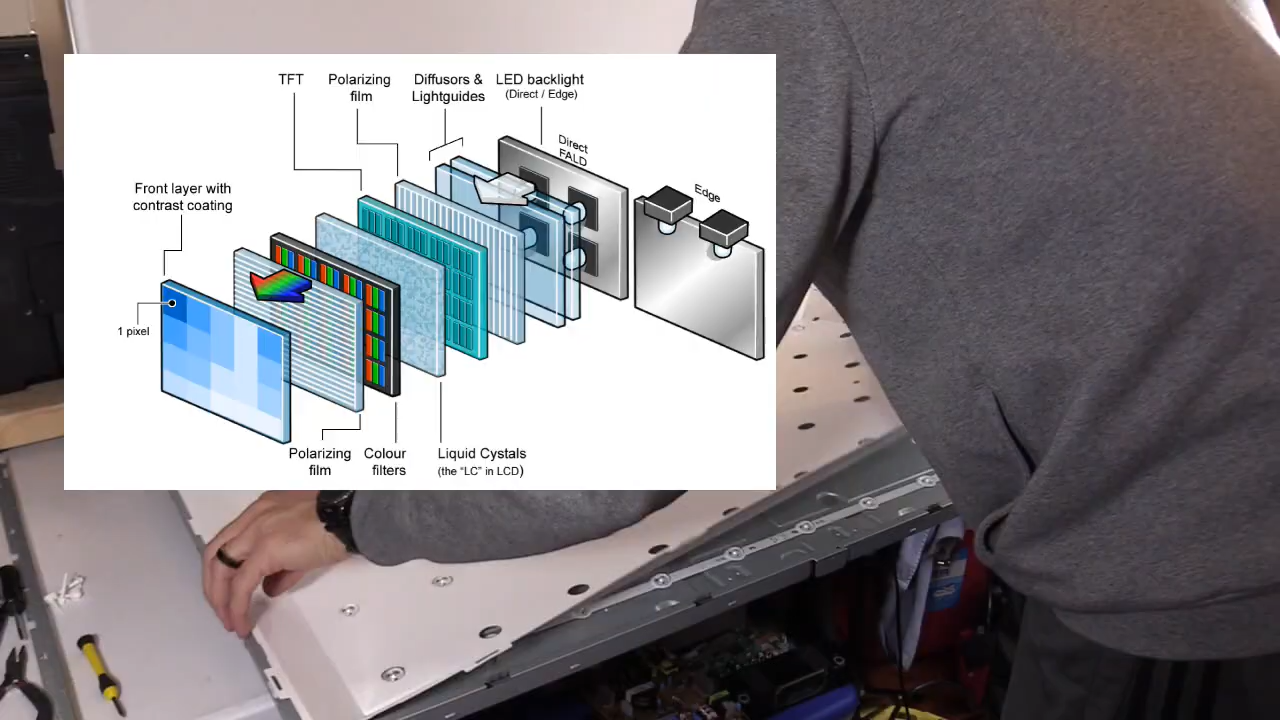 TFT
Polarizing
film
Diffusors &
Lightguides
LED backlight
(Direct / Edge)
Direct
FALD
Edge
Front layer with
contrast coating
1 pixel
Polarizing
film
Colour
filters
Liquid Cystals
(the “LC” in LCD)